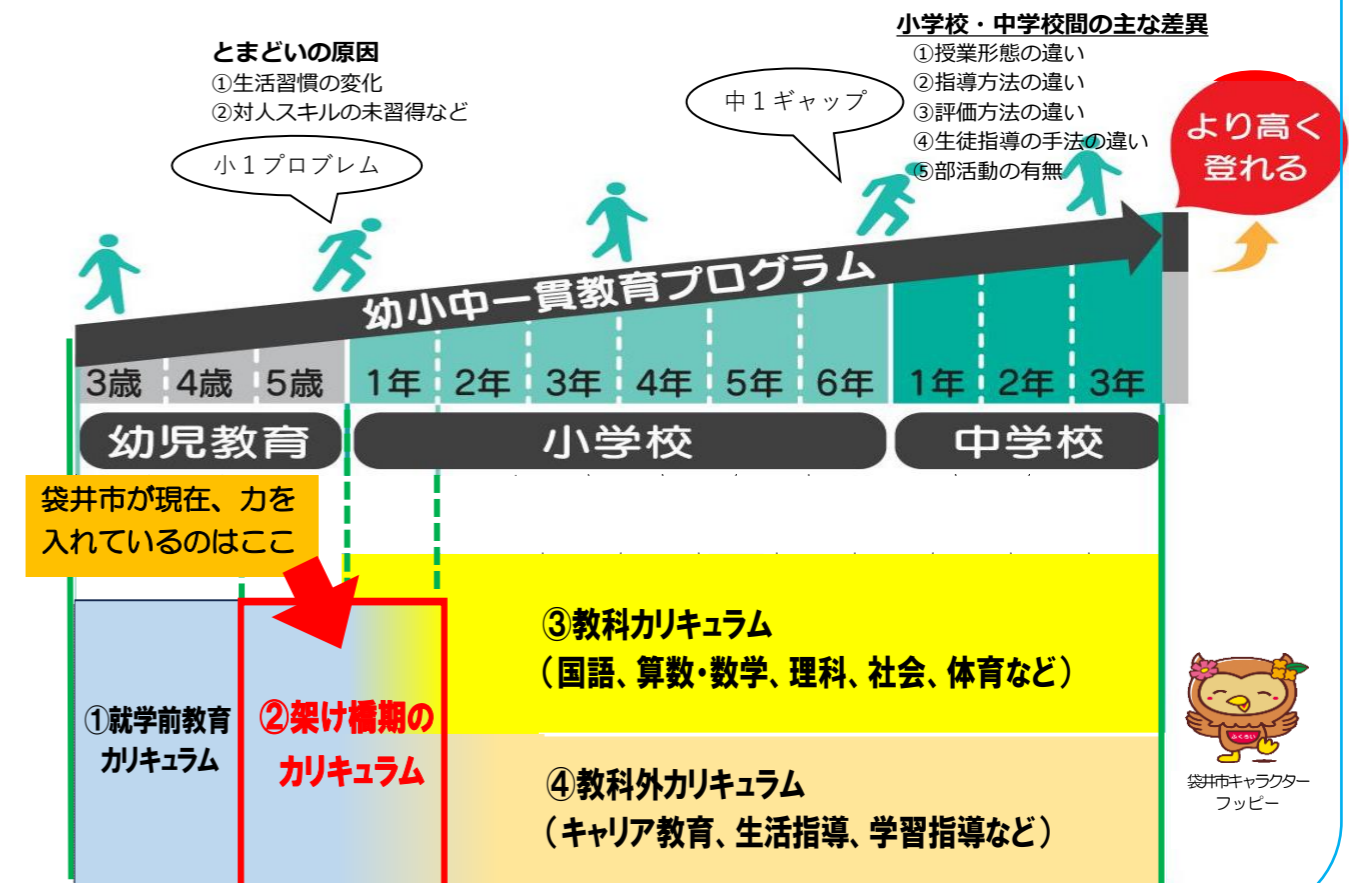 とまどいの原因
①生活習慣の変化
②対人スキルの未習得など
小１プロブレム
中１ギャップ
小学校・中学校間の主な差異
①授業形態の違い
②指導方法の違い
③評価方法の違い
④生徒指導の手法の違い
⑤部活動の有無
より高く
登れる
幼小中一貫教育プログラム
3歳 4歳 5歳 1年 2年 3年 4年 5年 6年 1年 2年 3年
幼児教育 小学校 中学校
袋井市が現在、力を
入れているのはここ
①就学前教育
カリキュラム
②架け橋期の
カリキュラム
③教科カリキュラム
（国語、算数・数学、理科、社会、体育など）
④教科外カリキュラム
（キャリア教育、生活指導、学習指導など）
ふくろい
袋井市キャラクター
フッピー